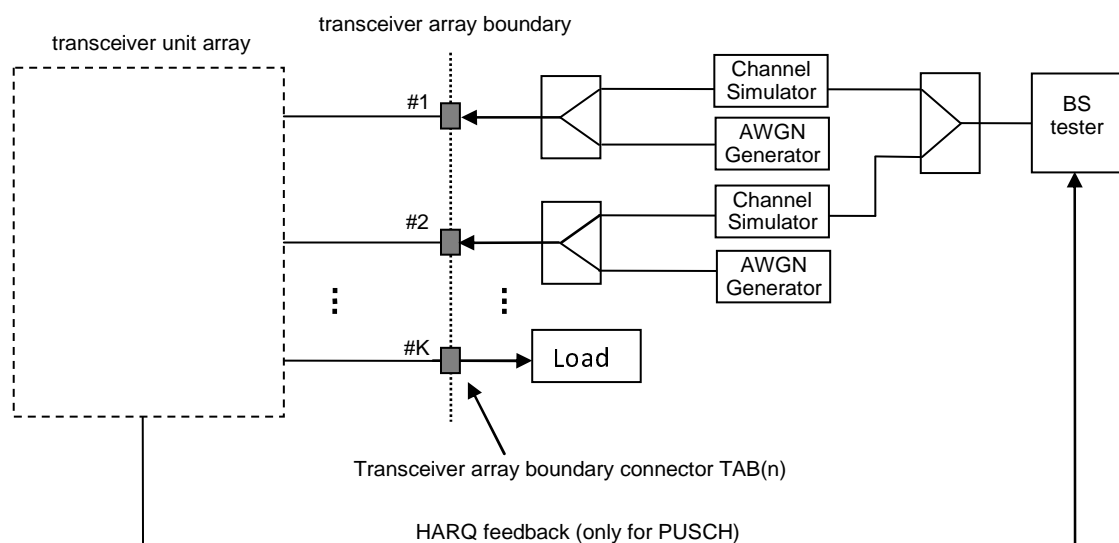 transceiver array boundary
transceiver unit array
#1
Channel
Simulator
AWGN
Generator
BS
tester
#2
Channel
Simulator
AWGN
Generator
#K
Load
Transceiver array boundary connector TAB(n)
HARQ feedback (only for PUSCH)